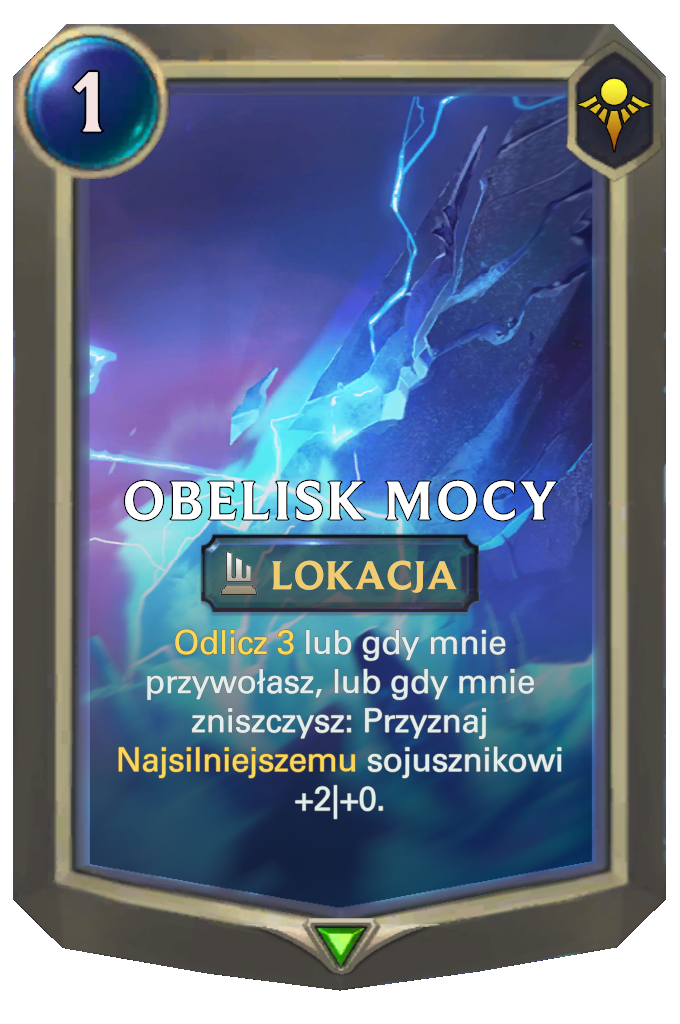 1
OBELISK MOCY
LOKACJA
Odlicz 3 lub gdy mnie
przywołasz, lub gdy mnie
zniszczysz: Przyznaj
Najsilniejszemu sojusznikowi
+2|+0.